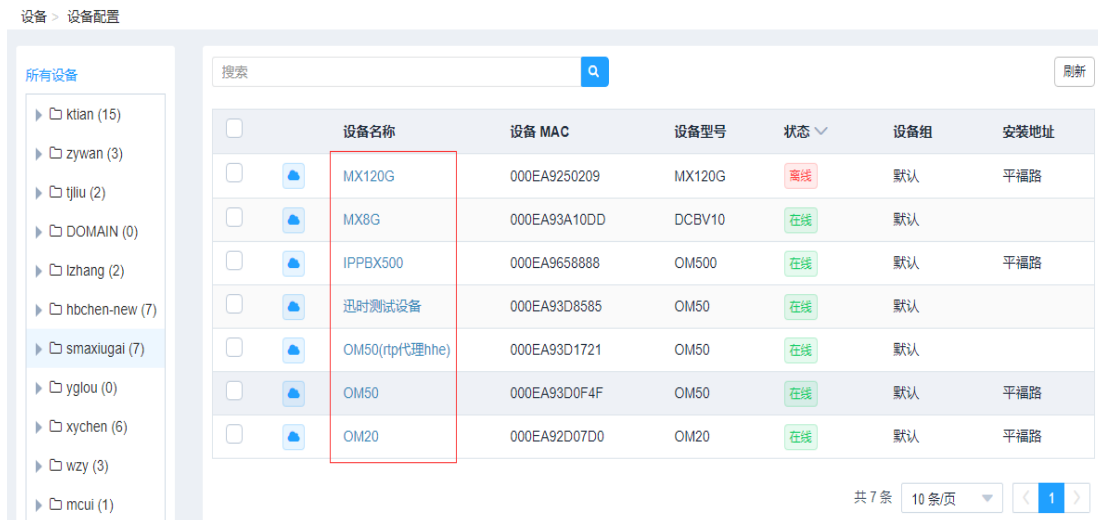 设备 > 设备配置
所有设备
ktian (15)
zywan (3)
tjliu (2)
DOMAIN (0)
lzhang (2)
hbchen-new (7)
smaxiugai (7)
yglou (0)
xychen (6)
wzy (3)
mcui (1)
搜索 刷新
设备名称 设备 MAC 设备型号 状态 设备组 安装地址
MX120G 000EA9250209 MX120G 离线 默认 平福路
MX8G 000EA93A10DD DCBV10 在线 默认
IPPBX500 000EA9658888 OM500 在线 默认 平福路
迅时测试设备 000EA93D8585 OM50 在线 默认
OM50(rtp代理hhe) 000EA93D1721 OM50 在线 默认
OM50 000EA93D0F4F OM50 在线 默认 平福路
OM20 000EA92D07D0 OM20 在线 默认 平福路
共 7 条 10 条/页 < 1 >